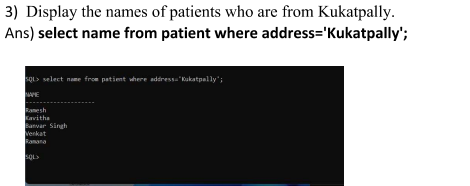 3) Display the names of patients who are from Kukatpally.
Ans) select name from patient where address='Kukatpally';
SQL> select name from patient where address='Kukatpally';
NAME
--------------------
Ramesh
Kavitha
Banvar Singh
Venkat
Ramana
SQL>